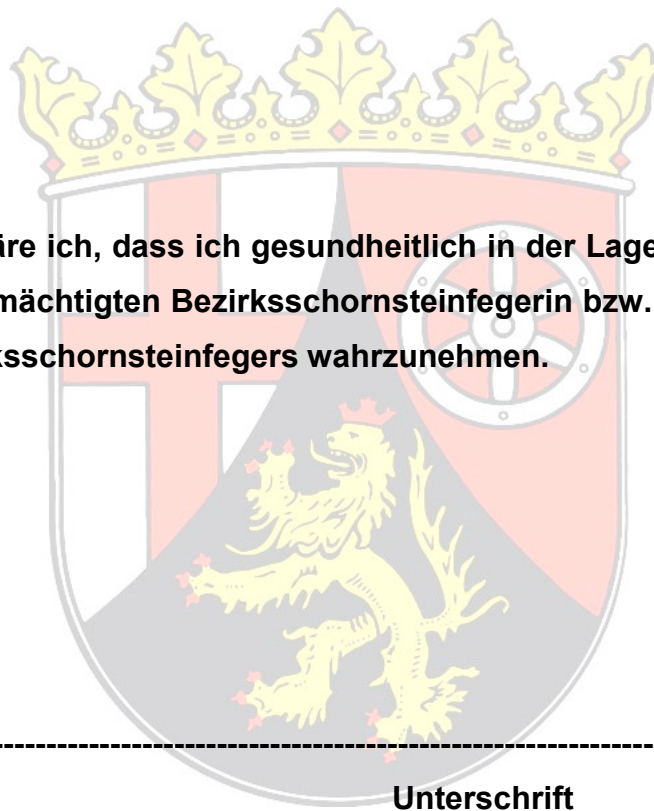 äre ich, dass ich gesundheitlich in der Lage
mächtigten Bezirksschornsteinfegerin bzw.
ksschornsteinfegers wahrzunehmen.
--------------------------------------------------------------------------------
Unterschrift